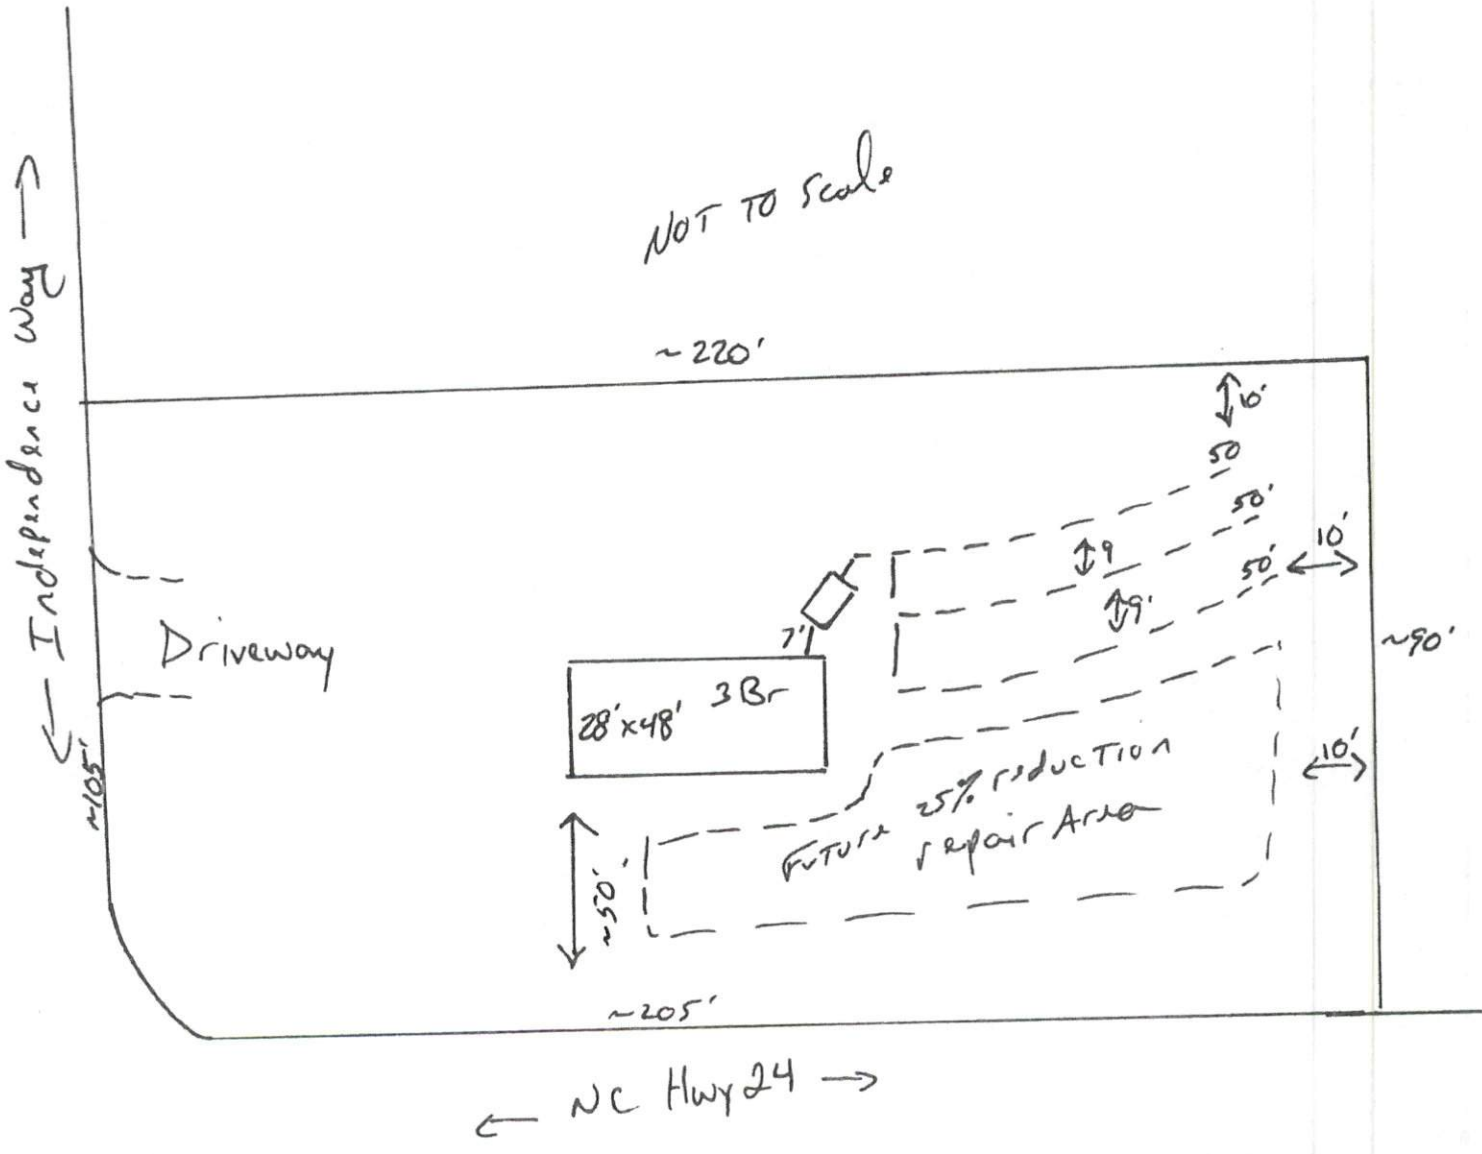 NOT TO Scale
~220'
← Independence Way →
10'
50
50'
50'
10'
9
9'
7'
~90'
Driveway
3Br
28'x48'
10'
Future 25% reduction
repair Area
~105'
~50'
~205'
← NC Hwy 24 →